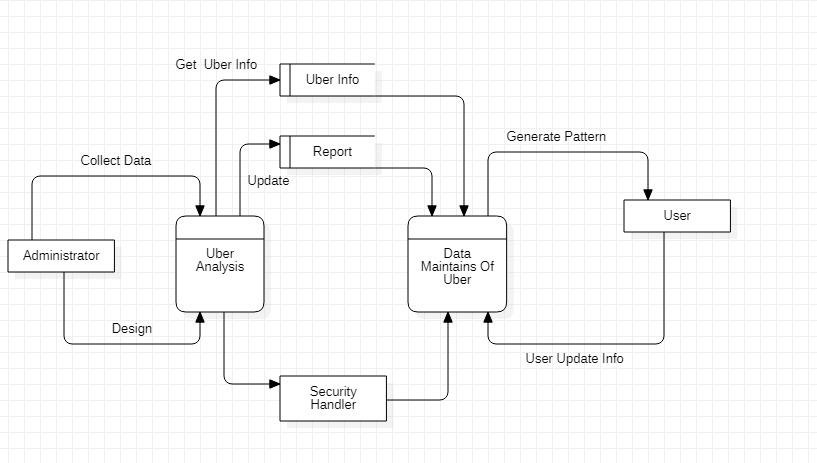 Get Uber Info
Uber Info
Generate Pattern
Report
Collect Data
Update
User
Administrator
Uber
Analysis
Data
Maintains Of
Uber
Design
User Update Info
Security
Handler